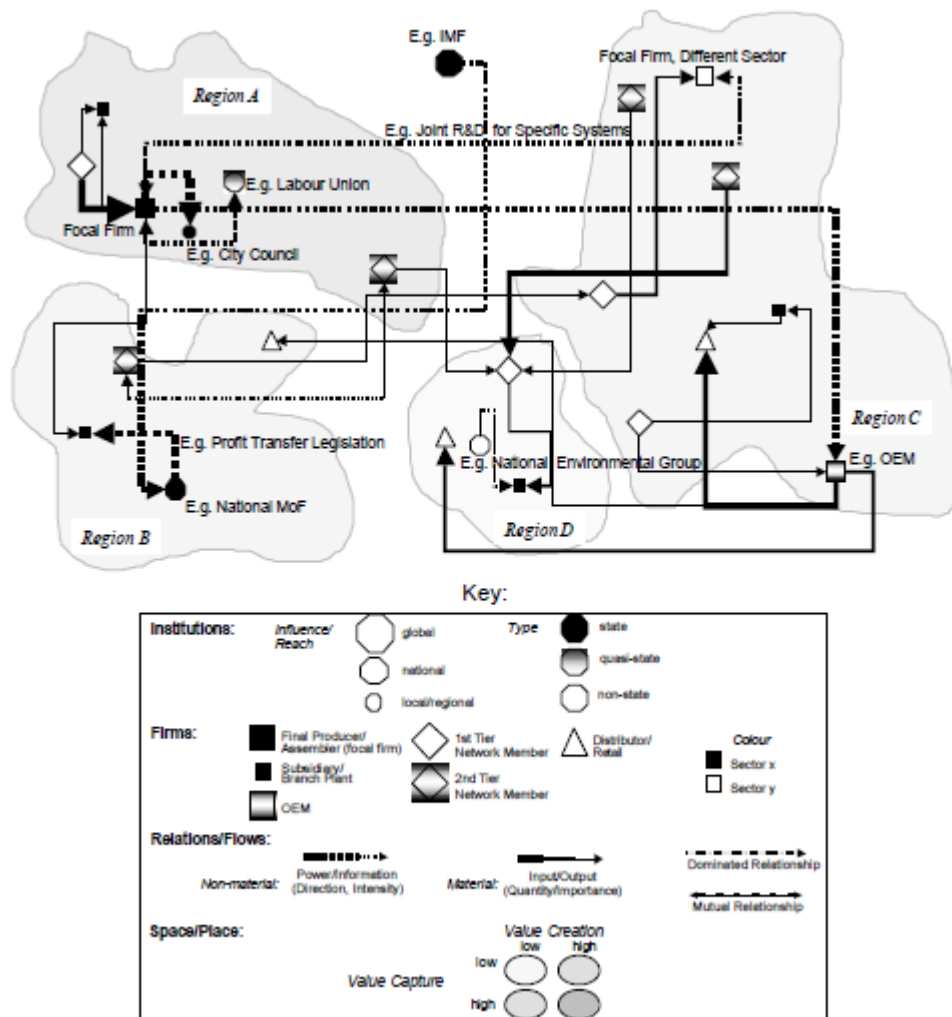 E.g. IMF
Focal Firm, Different Sector
Region A
E.g. Joint R&D for Specific Systems
E.g. Labour Union
Focal Firm
E.g. City Council
Region C
E.g. Profit Transfer Legislation
E.g. National Environmental Group
E.g. OEM
E.g. National MoF
Region B
Region D
Key:
Institutions:
Influence/
Reach
global
national
local/regional
Type
state
quasi-state
non-state
Firms:
Final Producer/
Assembler (focal firm)
Subsidiary/
Branch Plant
OEM
1st Tier
Network Member
2nd Tier
Network Member
Distributor/
Retail
Colour
Sector x
Sector y
Relations/Flows:
Non-material:
Power/Information
(Direction, Intensity)
Material:
Input/Output
(Quantity/Importance)
Dominated Relationship
Mutual Relationship
Space/Place:
Value Creation
low high
low
Value Capture
high